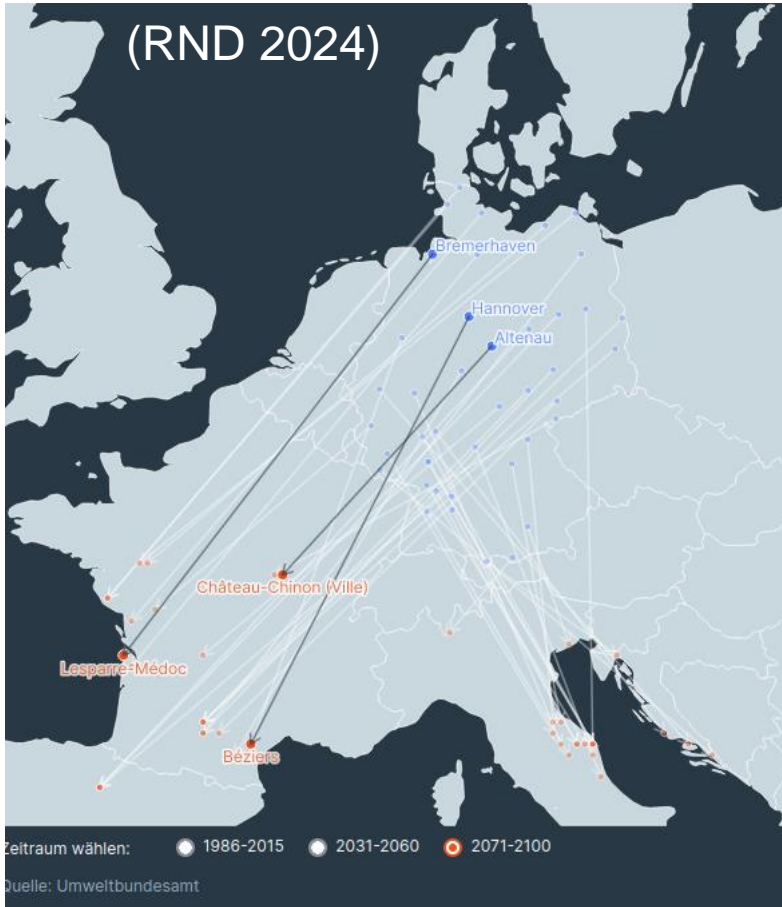 (RND 2024)
Bremerhaven
Hannover
Altenau
Château-Chinon (Ville)
Lesparre-Médoc
Béziers
Zeitraum wählen: 1986-2015 2031-2060 2071-2100
Quelle: Umweltbundesamt